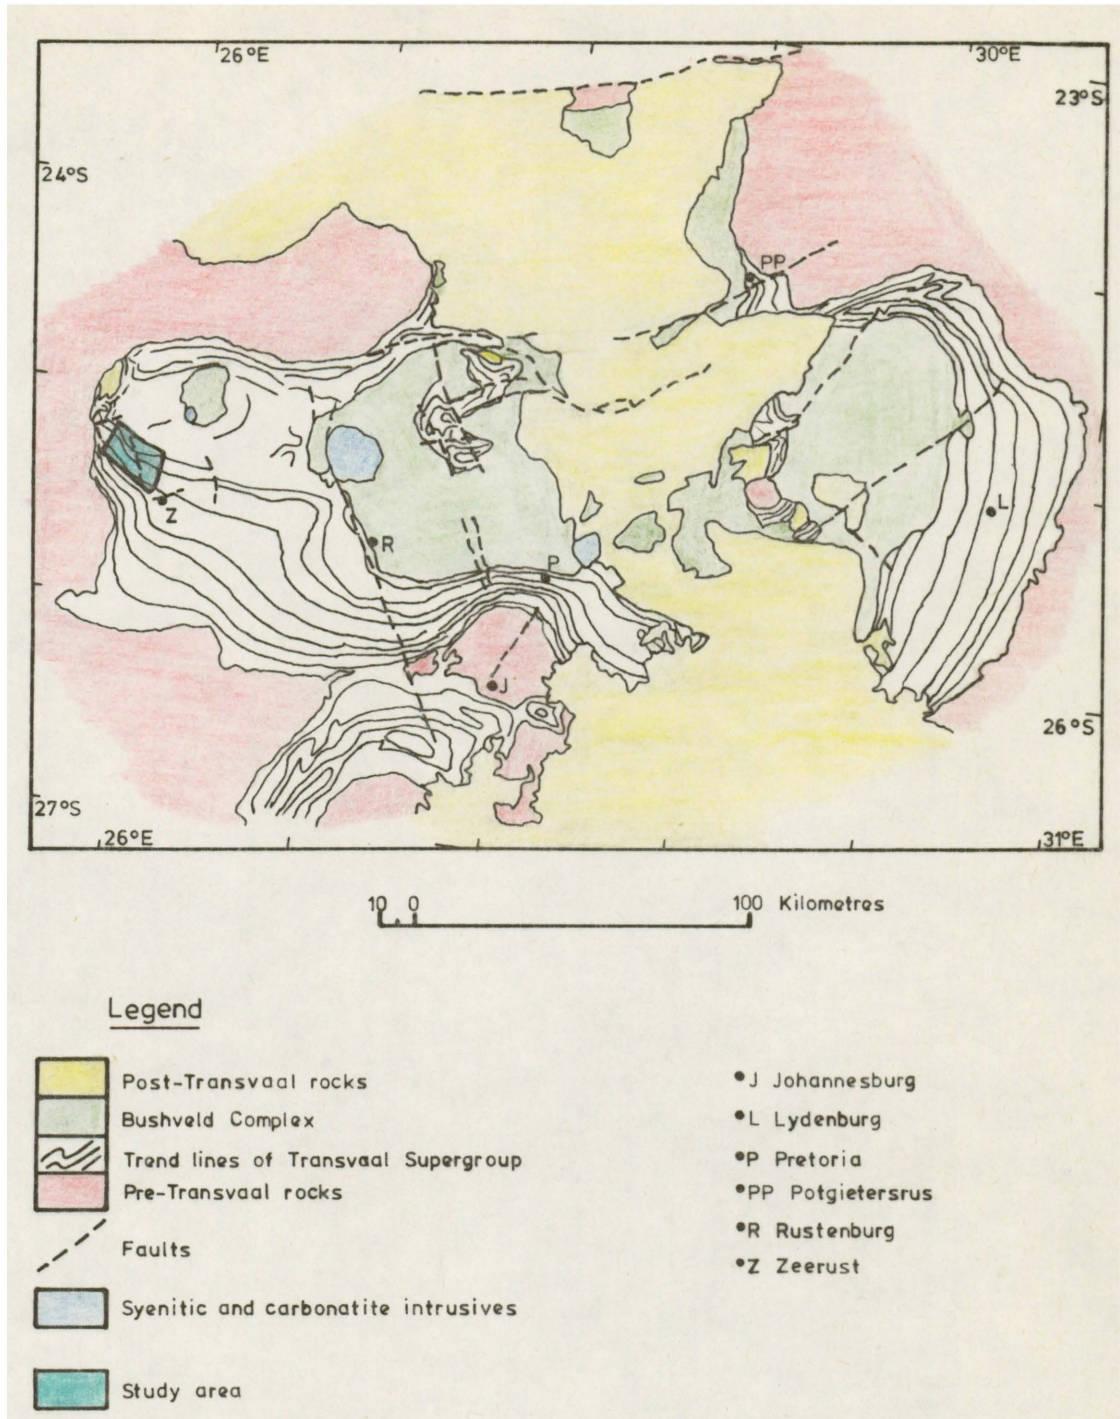 26°E
30°E
23°S
24°S
PP
Z
R
P
L
J
26°S
27°S
26°E
31°E
10 0 100 Kilometres
Legend
Post-Transvaal rocks
Bushveld Complex
Trend lines of Transvaal Supergroup
Pre-Transvaal rocks
Faults
Syenitic and carbonatite intrusives
Study area
J Johannesburg
L Lydenburg
P Pretoria
PP Potgietersrus
R Rustenburg
Z Zeerust